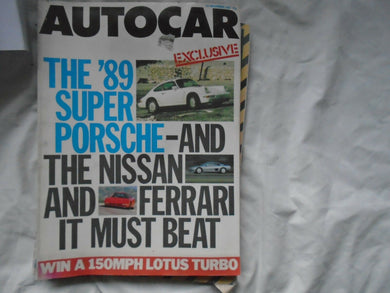 AUTOCAR
EXCLUSIVE
THE '89
SUPER
PORSCHE-AND
THE NISSAN
AND FERRARI
IT MUST BEAT
WIN A 150MPH LOTUS TURBO